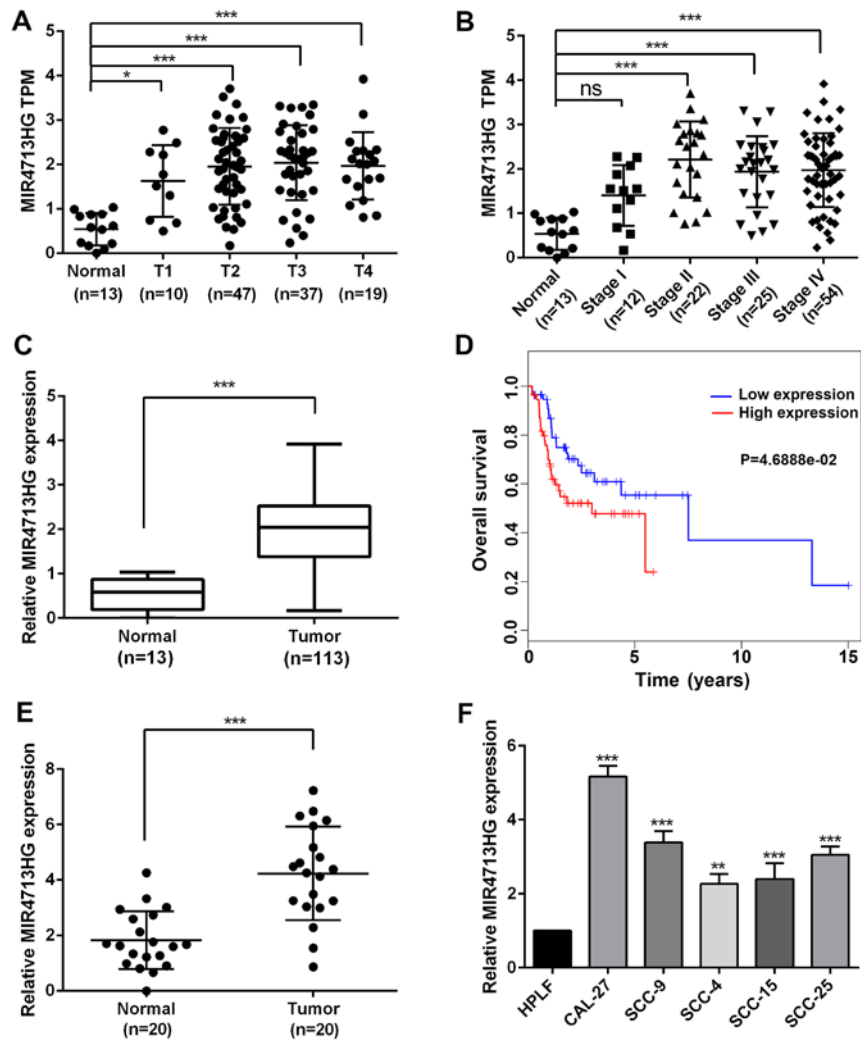 A
*
***
***
***
MIR4713HG TPM
5
4
3
2
1
0
Normal T1 T2 T3 T4
(n=13) (n=10) (n=47) (n=37) (n=19)
B
ns
***
***
***
MIR4713HG TPM
5
4
3
2
1
0
Normal (n=13)
Stage I (n=12)
Stage II (n=22)
Stage III (n=25)
Stage IV (n=54)
C
***
Relative MIR4713HG expression
5
4
3
2
1
0
Normal Tumor
(n=13) (n=113)
D
Low expression
High expression
P=4.6888e-02
Overall survival
1.0
0.8
0.6
0.4
0.2
0.0
0 5 10 15
Time (years)
E
***
Relative MIR4713HG expression
8
6
4
2
0
Normal Tumor
(n=20) (n=20)
F
*** *** ** *** ***
Relative MIR4713HG expression
6
4
2
0
HPLF
CAL-27
SCC-9
SCC-4
SCC-15
SCC-25